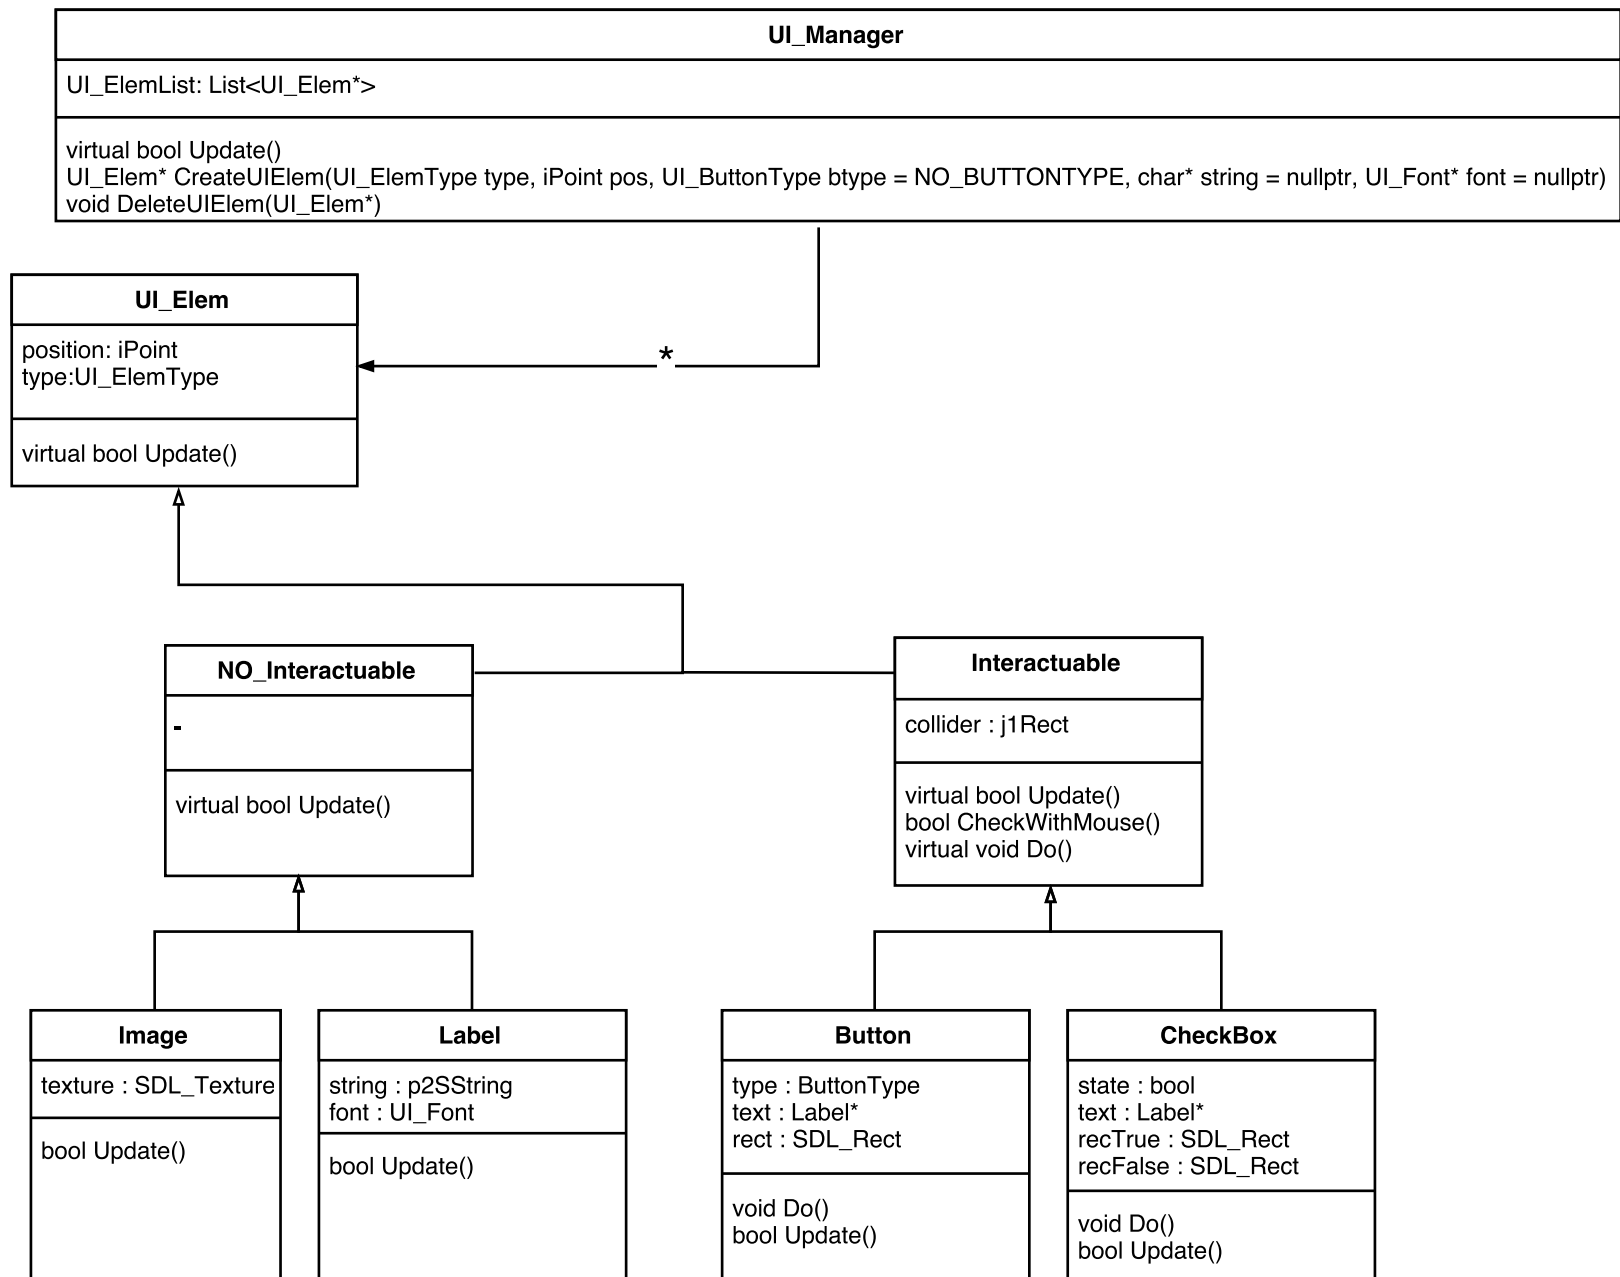 UI_Manager
UI_ElemList: List<UI_Elem*>
virtual bool Update()
UI_Elem* CreateUIElem(UI_ElemType type, iPoint pos, UI_ButtonType btype = NO_BUTTONTYPE, char* string = nullptr, UI_Font* font = nullptr)
void DeleteUIElem(UI_Elem*)
UI_Elem
position: iPoint
type:UI_ElemType
virtual bool Update()
*
NO_Interactuable
-
virtual bool Update()
Interactuable
collider : j1Rect
virtual bool Update()
bool CheckWithMouse()
virtual void Do()
Image
texture : SDL_Texture
bool Update()
Label
string : p2SString
font : UI_Font
bool Update()
Button
type : ButtonType
text : Label*
rect : SDL_Rect
void Do()
bool Update()
CheckBox
state : bool
text : Label*
recTrue : SDL_Rect
recFalse : SDL_Rect
void Do()
bool Update()